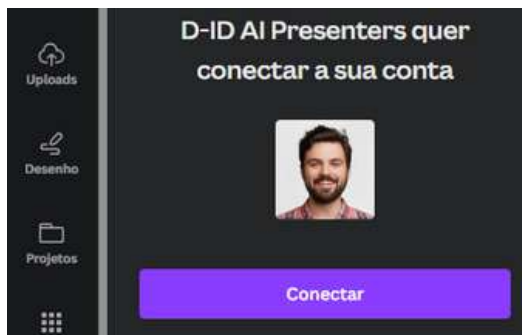 Uploads
Desenho
Projetos
D-ID AI Presenters quer
conectar a sua conta
Conectar